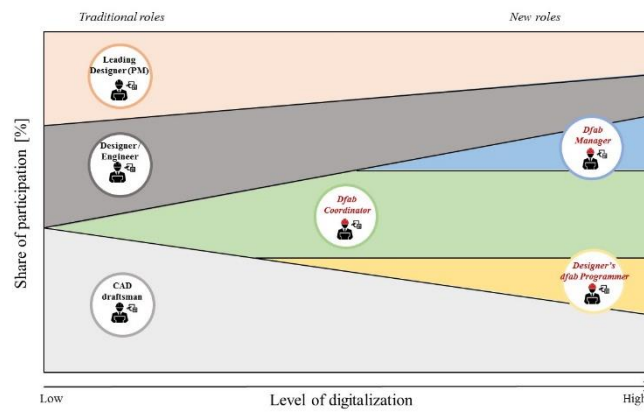 Traditional roles
New roles
Leading
Designer (PM)
Designer/
Engineer
CAD
draftsman
Dfab
Coordinator
Dfab
Manager
Designer's
dfab Programmer
Share of participation [%]
Low
Level of digitalization
High